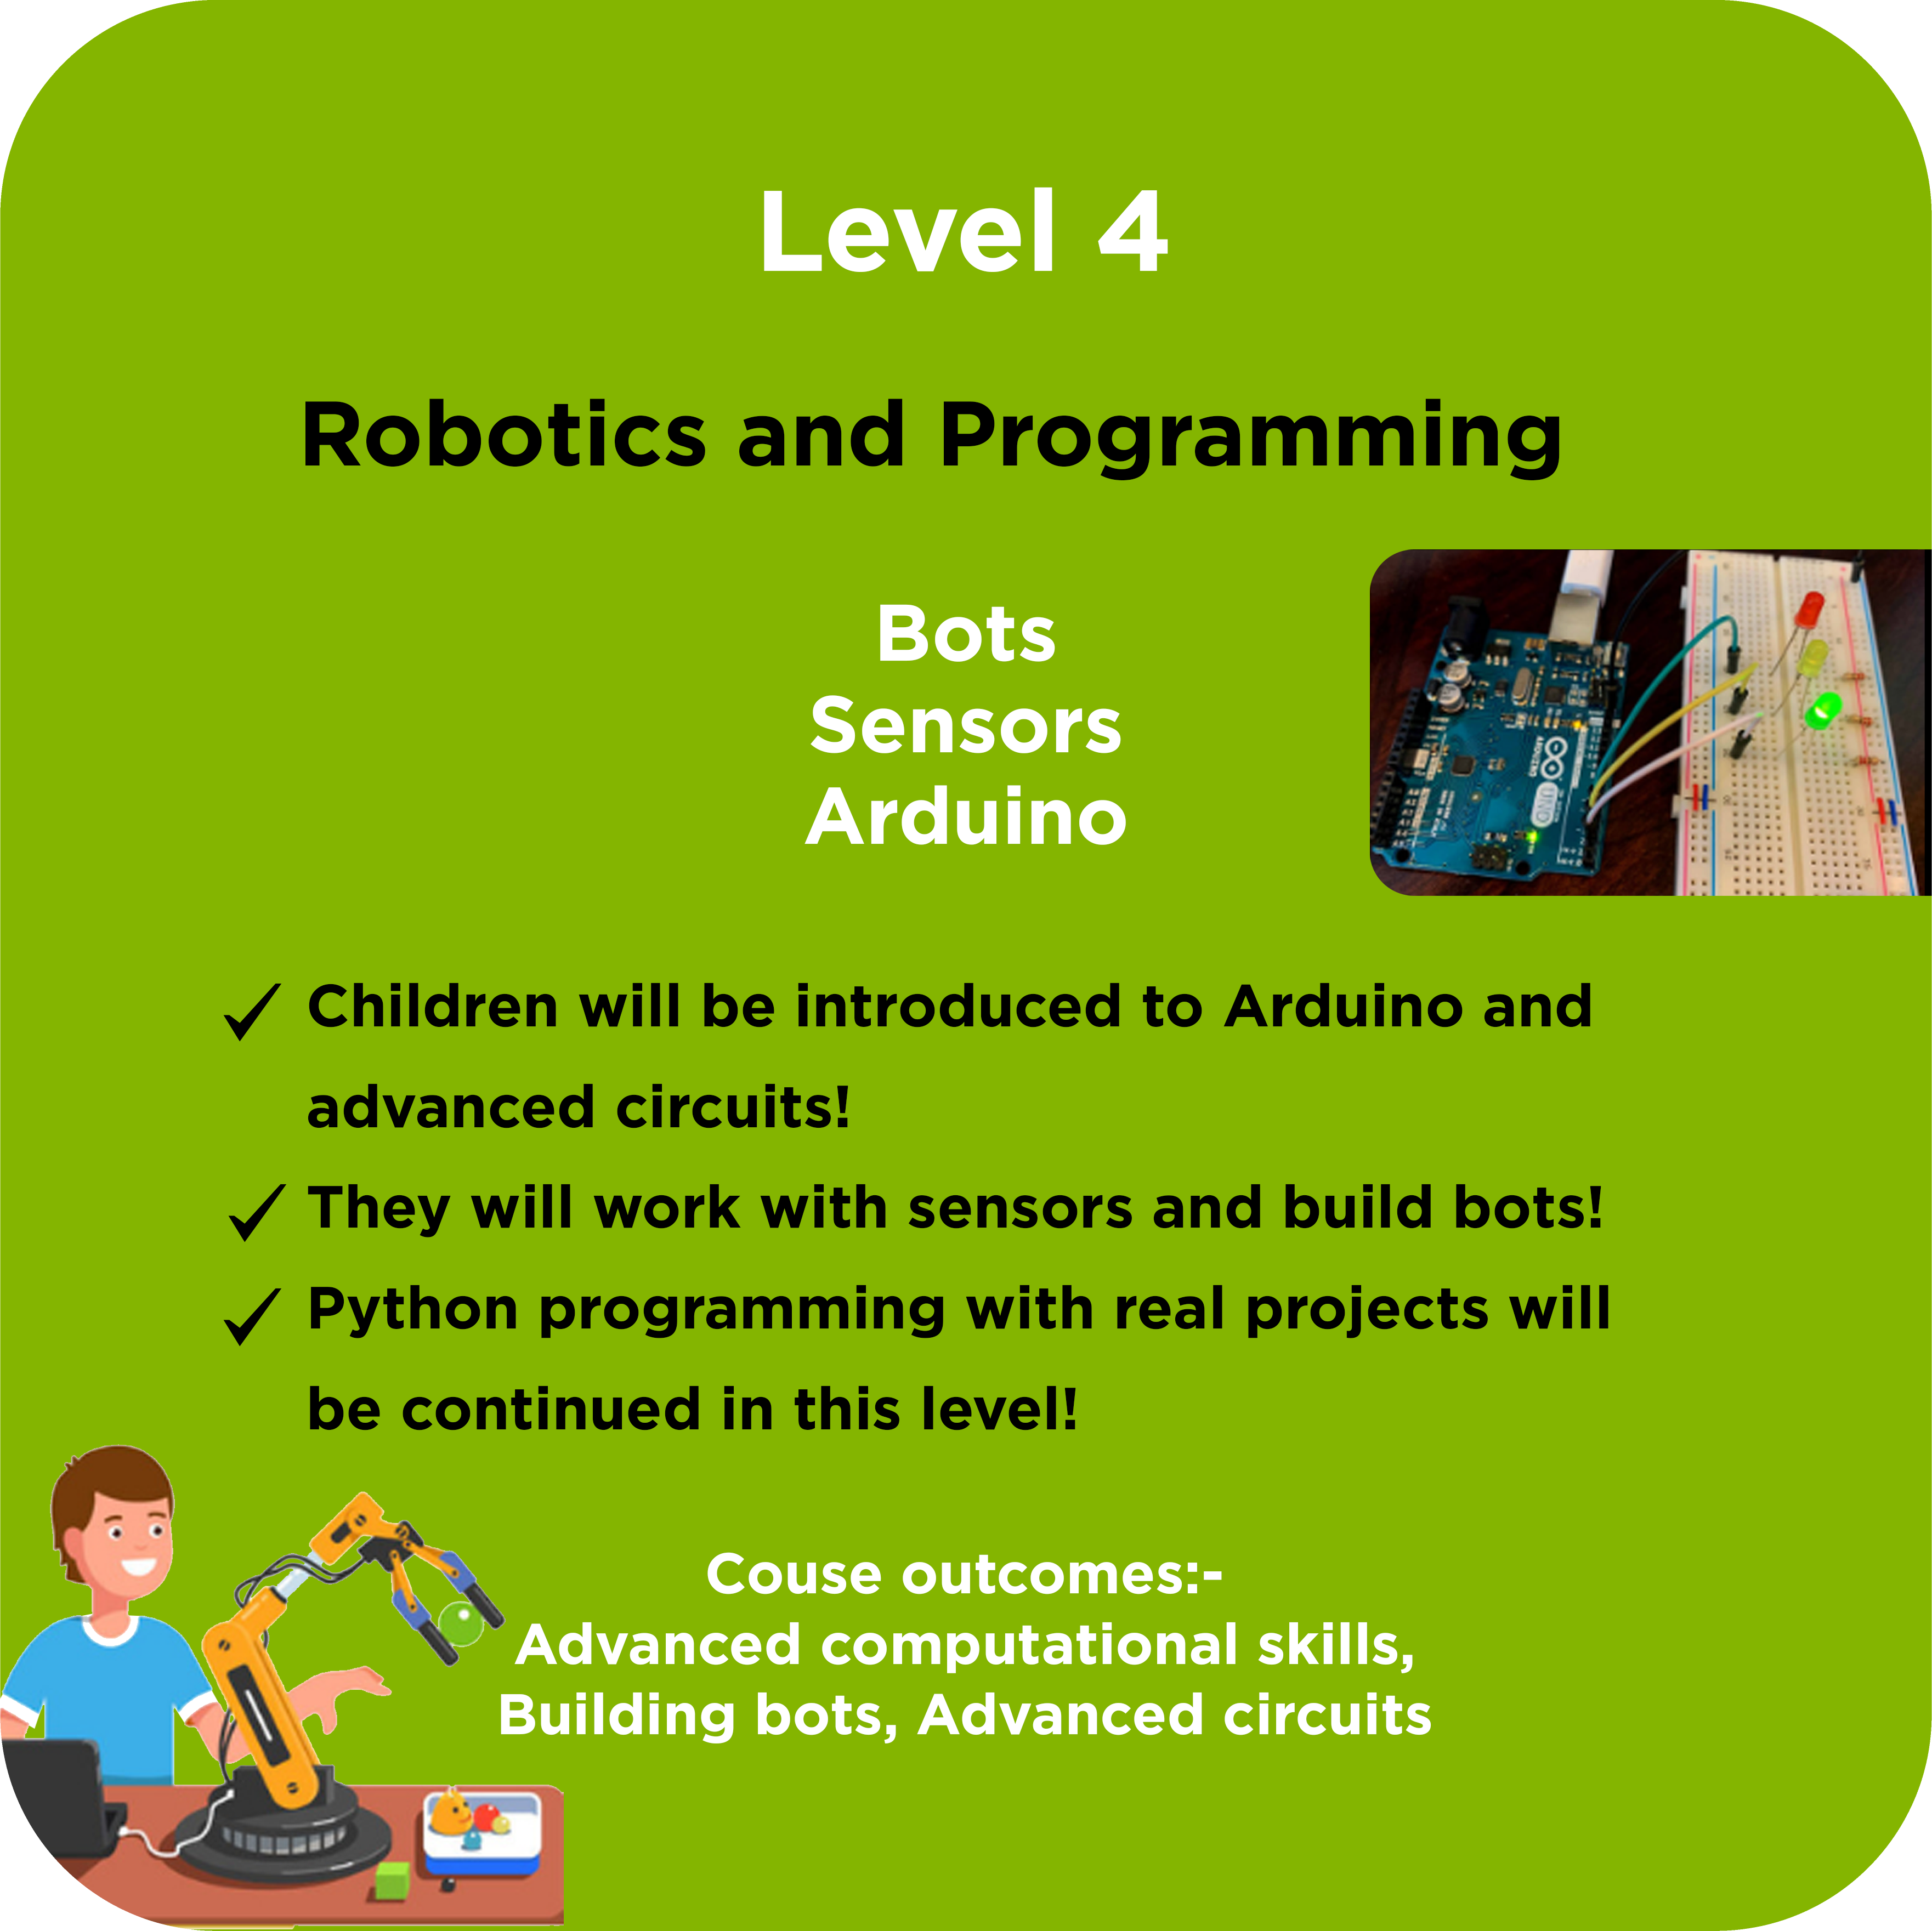 Level 4
Robotics and Programming
Bots
Sensors
Arduino
ARDUINO
UNO
Children will be introduced to Arduino and
advanced circuits!
They will work with sensors and build bots!
Python programming with real projects will
be continued in this level!
Couse outcomes:-
Advanced computational skills,
Building bots, Advanced circuits